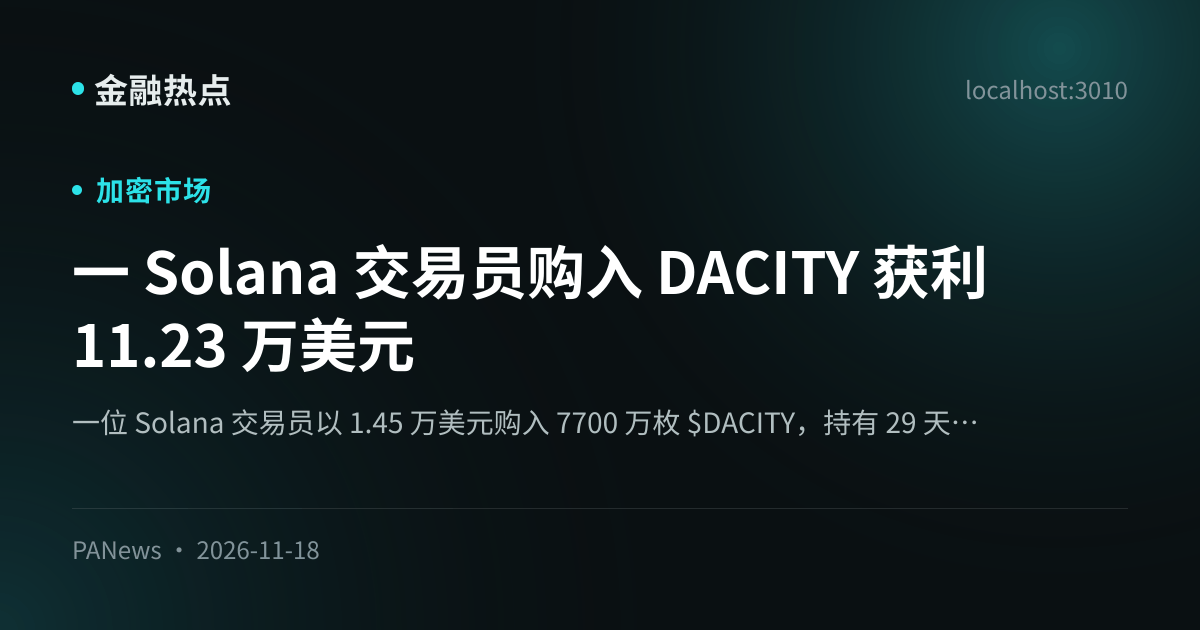 金融热点
localhost:3010
加密市场
一 Solana 交易员购入 DACITY 获利
11.23 万美元
一位 Solana 交易员以 1.45 万美元购入 7700 万枚 $DACITY，持有 29 天…
PANews • 2026-11-18